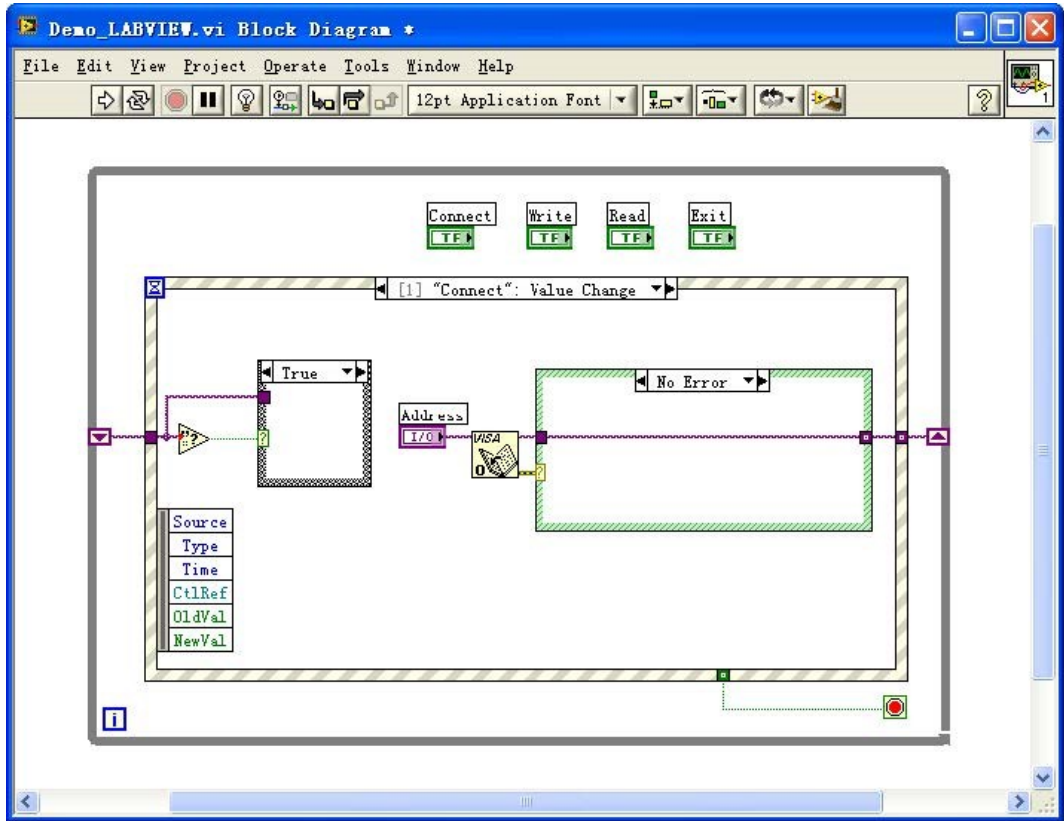 Demo_LABVIEW.vi Block Diagram *
File Edit View Project Operate Tools Window Help
12pt Application Font
1
Connect Write Read Exit
TF TF TF TF
[1] "Connect": Value Change
True
No Error
Address
I/O
VISA
"?
?
?
O
Source
Type
Time
CtlRef
OldVal
NewVal
i